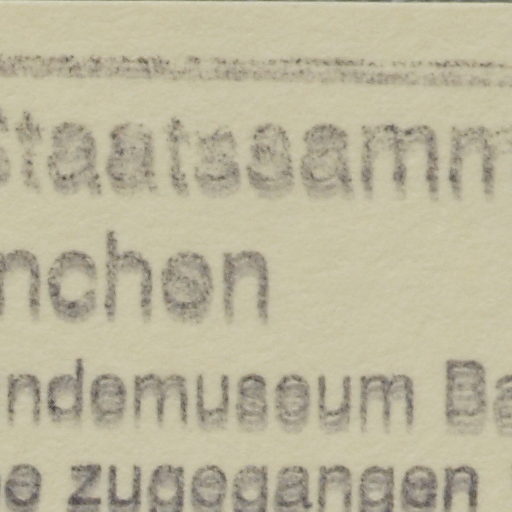 Staatssamm
nchen
ndemuseum Ba
e zugegangen